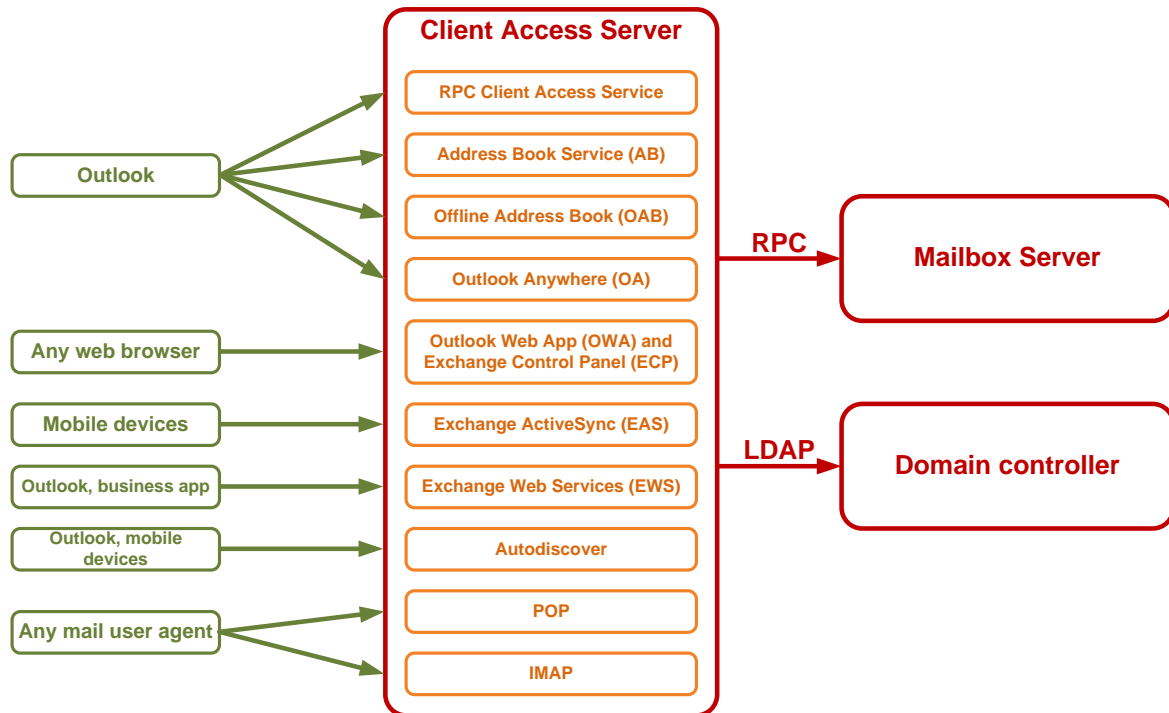 Client Access Server
RPC Client Access Service
Address Book Service (AB)
Offline Address Book (OAB)
Outlook Anywhere (OA)
Outlook Web App (OWA) and
Exchange Control Panel (ECP)
Exchange ActiveSync (EAS)
Exchange Web Services (EWS)
Autodiscover
POP
IMAP
Outlook
Any web browser
Mobile devices
Outlook, business app
Outlook, mobile
devices
Any mail user agent
RPC
Mailbox Server
LDAP
Domain controller